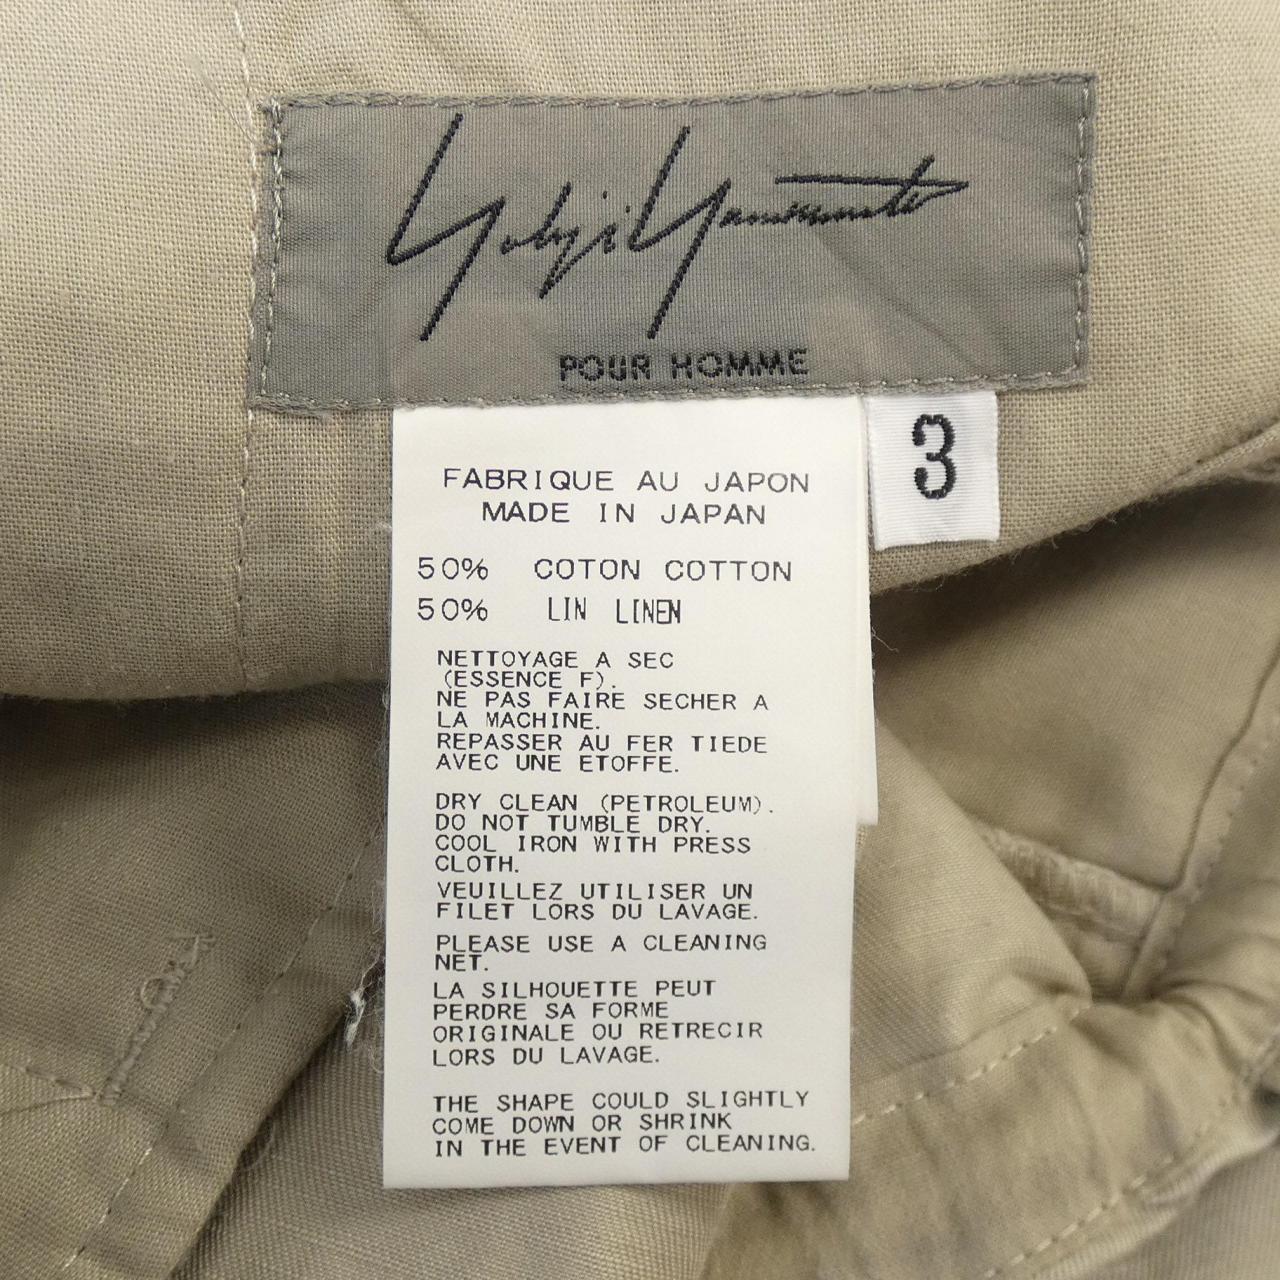 Yohji Yamamoto
POUR HOMME
3
FABRIQUE AU JAPON
MADE IN JAPAN
50% COTON COTTON
50% LIN LINEN
NETTOYAGE A SEC
(ESSENCE F).
NE PAS FAIRE SECHER A
LA MACHINE.
REPASSER AU FER TIEDE
AVEC UNE ETOFFE.
DRY CLEAN (PETROLEUM).
DO NOT TUMBLE DRY.
COOL IRON WITH PRESS
CLOTH.
VEUILLEZ UTILISER UN
FILET LORS DU LAVAGE.
PLEASE USE A CLEANING
NET.
LA SILHOUETTE PEUT
PERDRE SA FORME
ORIGINALE OU RETRECIR
LORS DU LAVAGE.
THE SHAPE COULD SLIGHTLY
COME DOWN OR SHRINK
IN THE EVENT OF CLEANING.